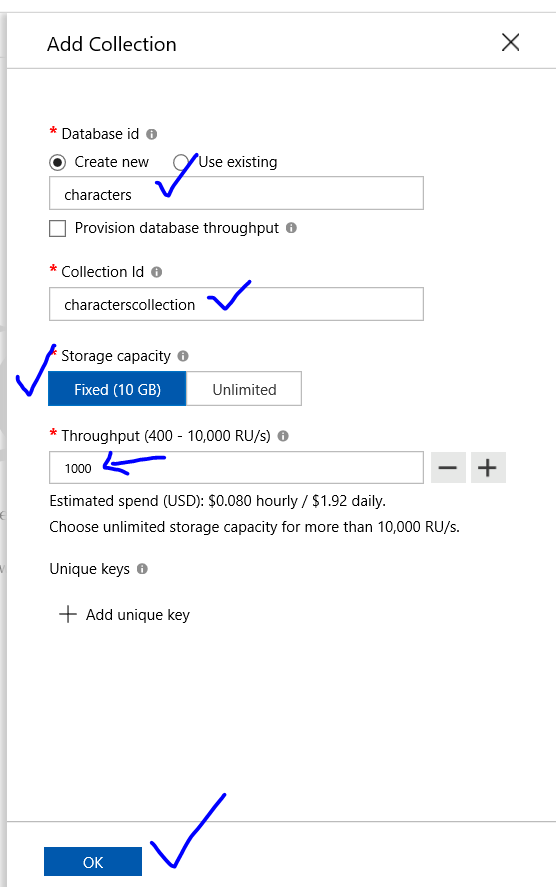 Add Collection
* Database id
Create new Use existing
characters
Provision database throughput
* Collection Id
characterscollection
* Storage capacity
Fixed (10 GB) Unlimited
* Throughput (400 - 10,000 RU/s)
1000
Estimated spend (USD): $0.080 hourly / $1.92 daily.
Choose unlimited storage capacity for more than 10,000 RU/s.
Unique keys
Add unique key
OK